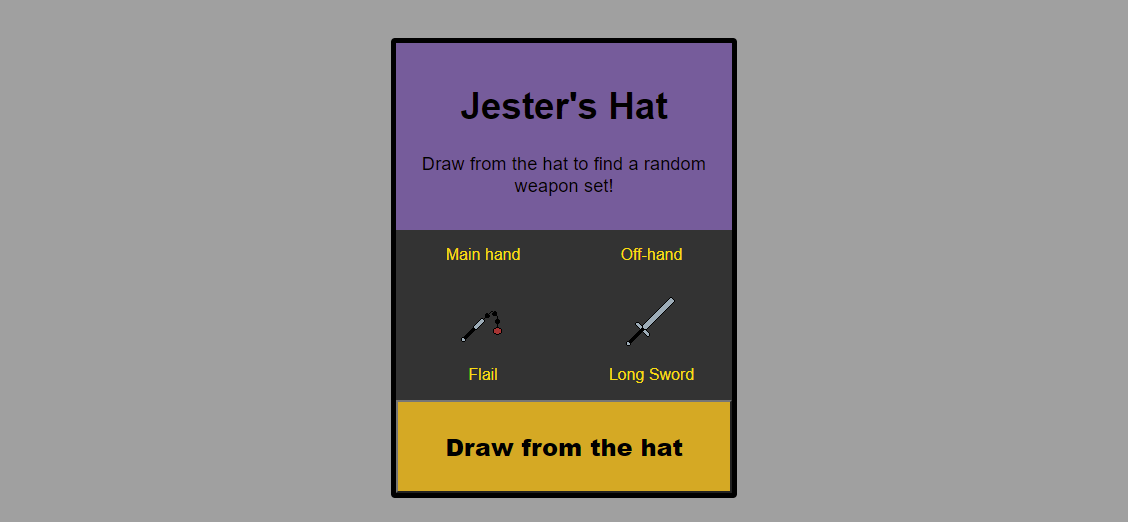 Jester's Hat
Draw from the hat to find a random
weapon set!
Main hand
Off-hand
Flail
Long Sword
Draw from the hat